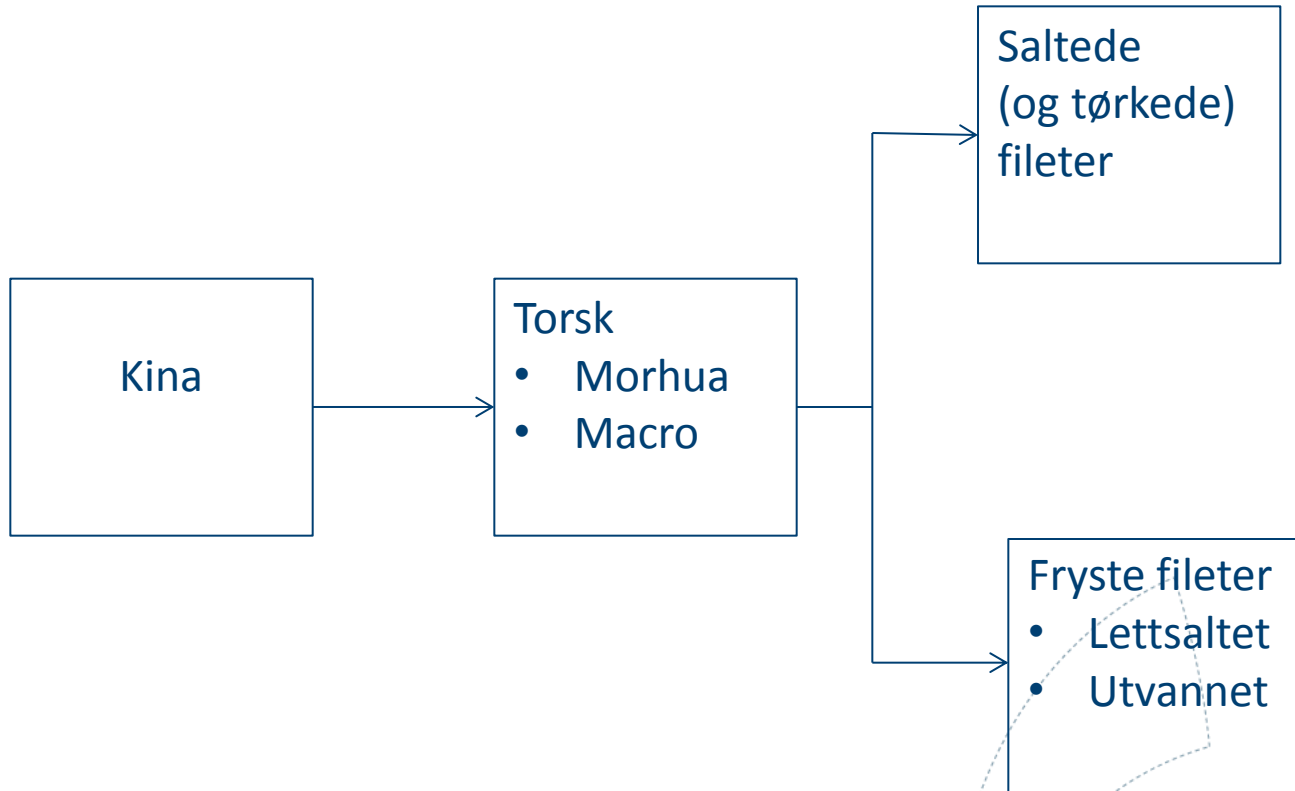 Kina
Torsk
• Morhua
• Macro
Saltede
(og tørkede)
fileter
Fryste fileter
• Lettsaltet
• Utvannet